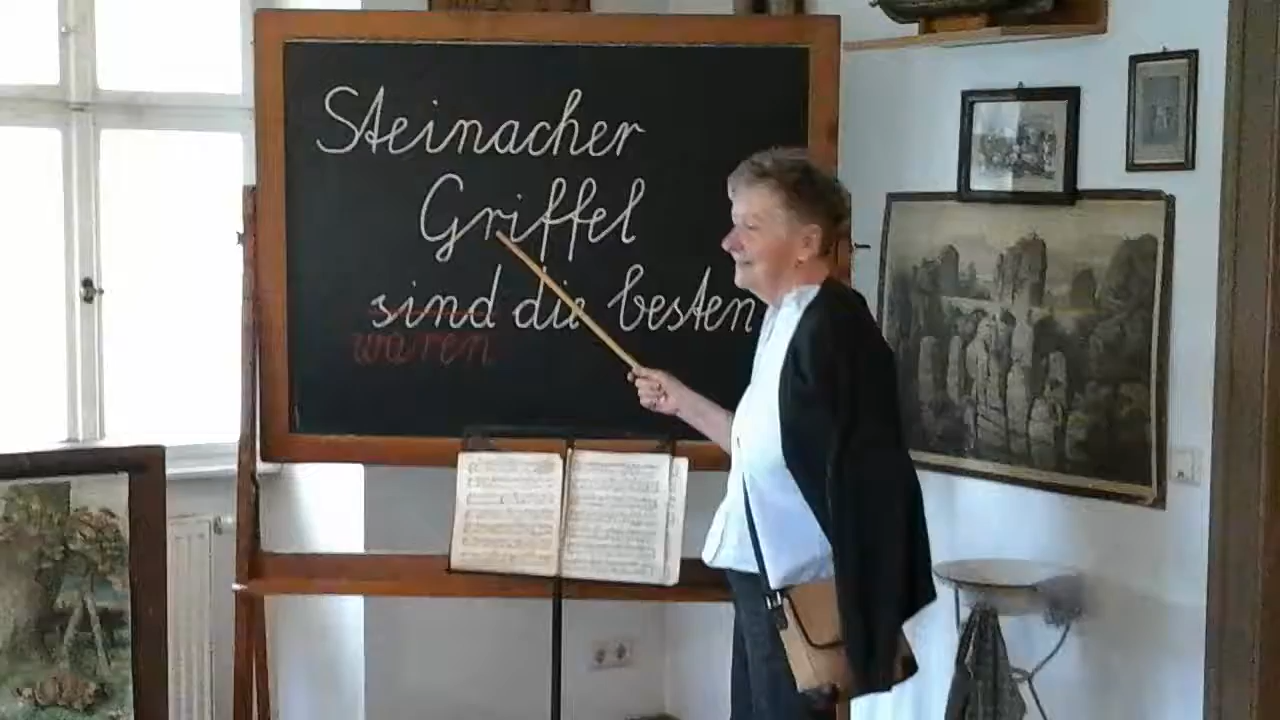 Steinacher
Griffel
sind die besten
waren